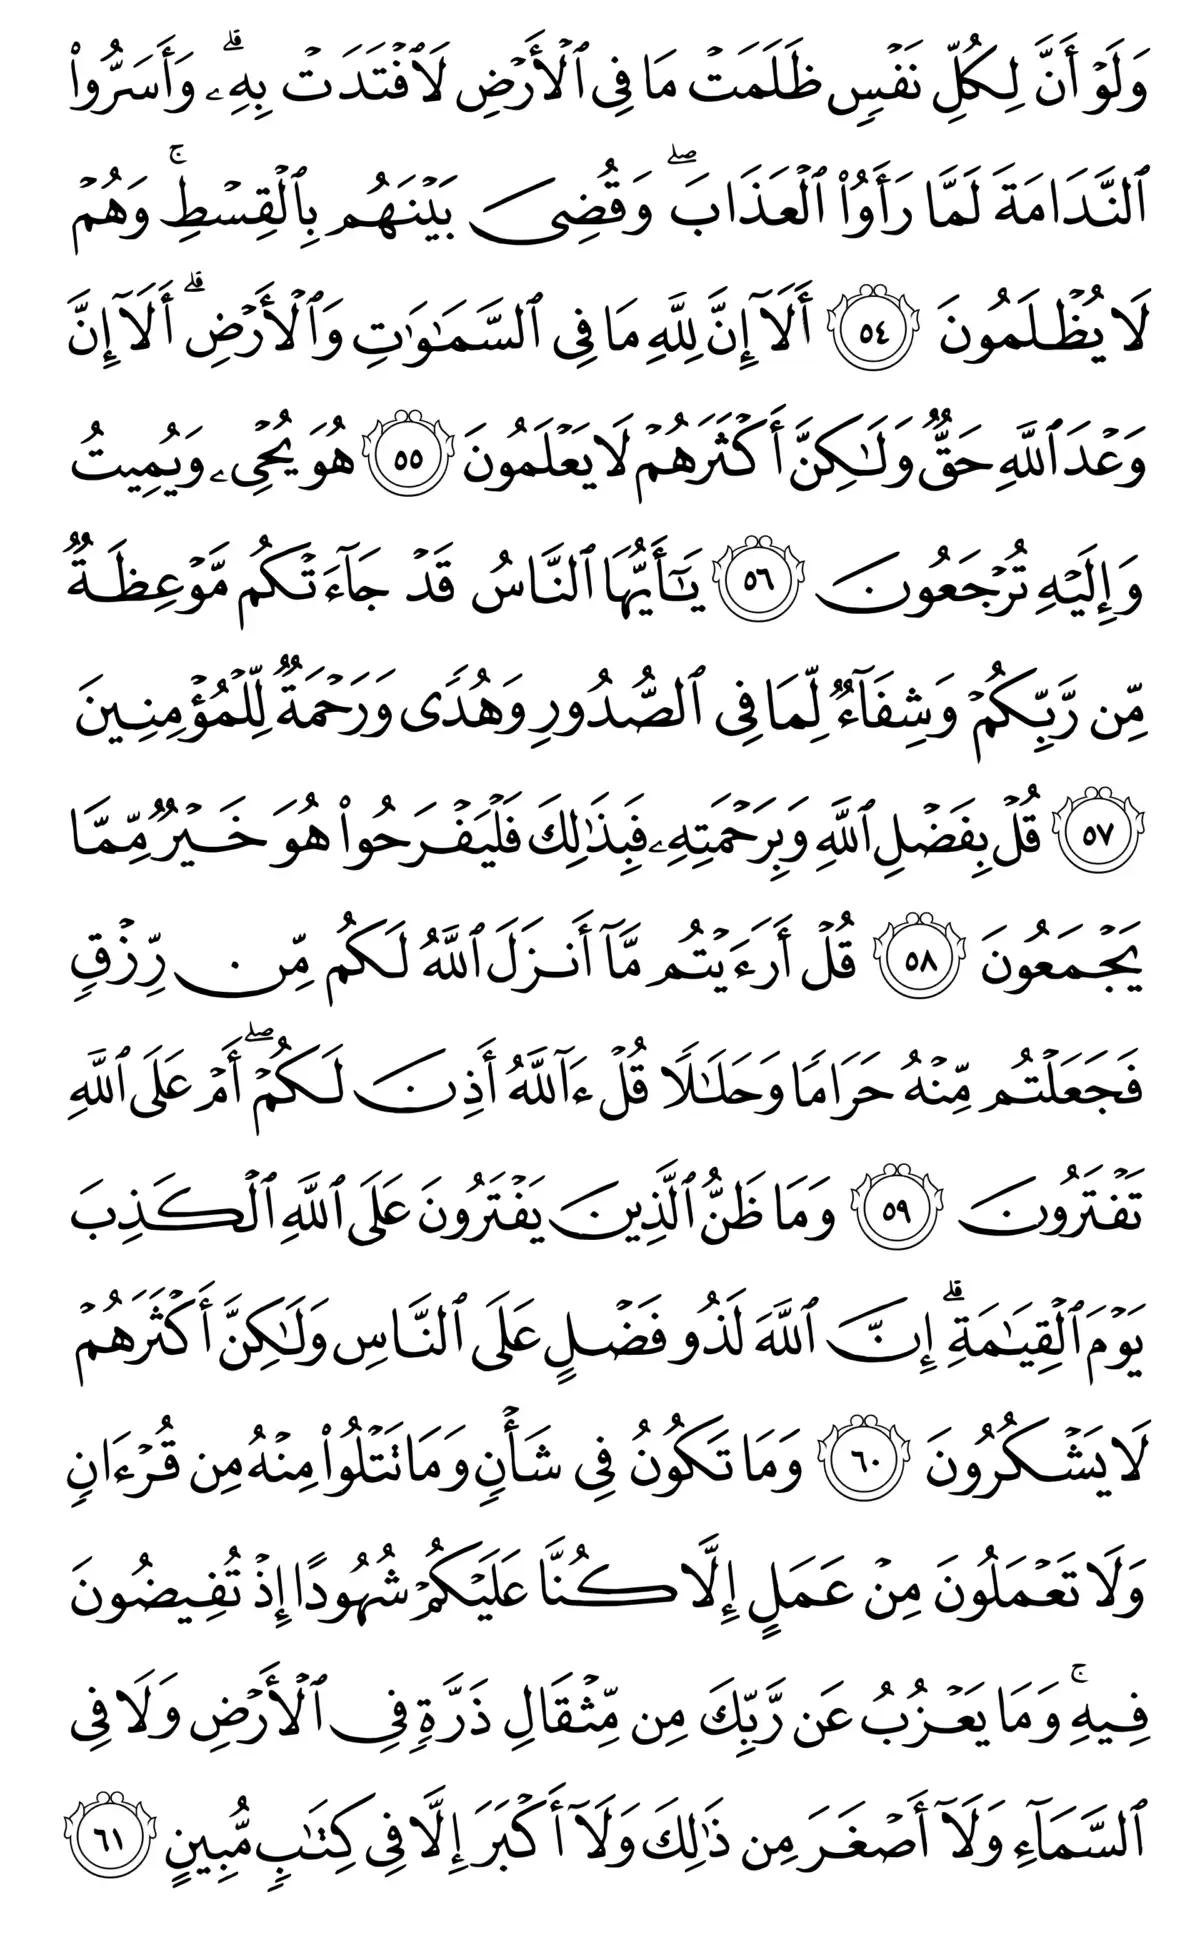 وَلَوْ أَنَّ لِكُلِّ نَفْسٍ ظَلَمَتْ مَا فِى ٱلْأَرْضِ لَٱفْتَدَتْ بِهِۦ ۗ وَأَسَرُّوا۟
ٱلنَّدَامَةَ لَمَّا رَأَوُا۟ ٱلْعَذَابَ ۖ وَقُضِىَ بَيْنَهُم بِٱلْقِسْطِ ۚ وَهُمْ
لَا يُظْلَمُونَ ٥٤ أَلَآ إِنَّ لِلَّهِ مَا فِى ٱلسَّمَـٰوَٰتِ وَٱلْأَرْضِ ۗ أَلَآ إِنَّ
وَعْدَ ٱللَّهِ حَقٌّ وَلَـٰكِنَّ أَكْثَرَهُمْ لَا يَعْلَمُونَ ٥٥ هُوَ يُحْىِۦ وَيُمِيتُ
وَإِلَيْهِ تُرْجَعُونَ ٥٦ يَـٰٓأَيُّهَا ٱلنَّاسُ قَدْ جَآءَتْكُم مَّوْعِظَةٌ
مِّن رَّبِّكُمْ وَشِفَآءٌ لِّمَا فِى ٱلصُّدُورِ وَهُدًى وَرَحْمَةٌ لِّلْمُؤْمِنِينَ
٥٧ قُلْ بِفَضْلِ ٱللَّهِ وَبِرَحْمَتِهِۦ فَبِذَٰلِكَ فَلْيَفْرَحُوا۟ هُوَ خَيْرٌ مِّمَّا
يَجْمَعُونَ ٥٨ قُلْ أَرَءَيْتُم مَّآ أَنزَلَ ٱللَّهُ لَكُم مِّن رِّزْقٍ
فَجَعَلْتُم مِّنْهُ حَرَامًا وَحَلَـٰلًا قُلْ ءَآللَّهُ أَذِنَ لَكُمْ ۖ أَمْ عَلَى ٱللَّهِ
تَفْتَرُونَ ٥٩ وَمَا ظَنُّ ٱلَّذِينَ يَفْتَرُونَ عَلَى ٱللَّهِ ٱلْكَذِبَ
يَوْمَ ٱلْقِيَـٰمَةِ ۗ إِنَّ ٱللَّهَ لَذُو فَضْلٍ عَلَى ٱلنَّاسِ وَلَـٰكِنَّ أَكْثَرَهُمْ
لَا يَشْكُرُونَ ٦٠ وَمَا تَكُونُ فِى شَأْنٍ وَمَا تَتْلُوا۟ مِنْهُ مِن قُرْءَانٍ
وَلَا تَعْمَلُونَ مِنْ عَمَلٍ إِلَّا كُنَّا عَلَيْكُمْ شُهُودًا إِذْ تُفِيضُونَ
فِيهِ ۚ وَمَا يَعْزُبُ عَن رَّبِّكَ مِن مِّثْقَالِ ذَرَّةٍ فِى ٱلْأَرْضِ وَلَا فِى
ٱلسَّمَآءِ وَلَآ أَصْغَرَ مِن ذَٰلِكَ وَلَآ أَكْبَرَ إِلَّا فِى كِتَـٰبٍ مُّبِينٍ ٦١